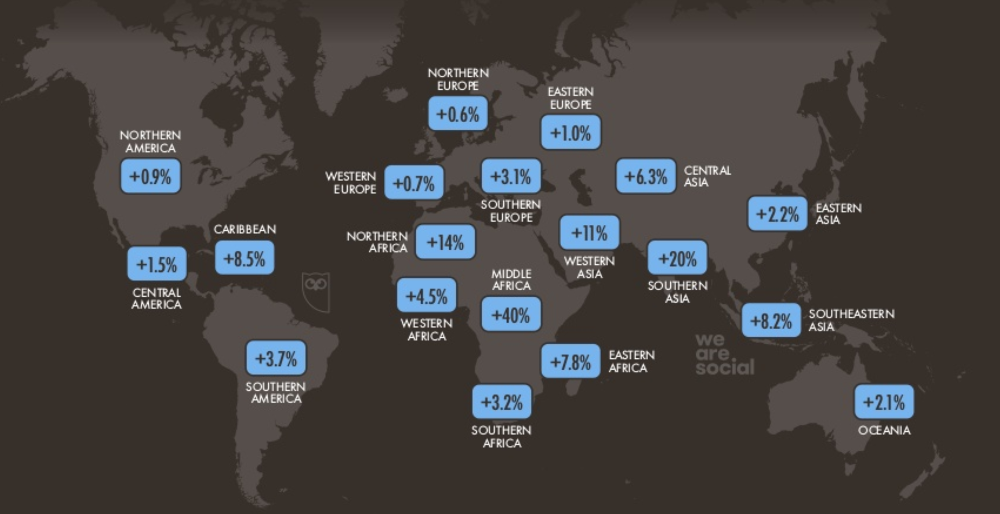 NORTHERN
EUROPE
+0.6%
EASTERN
EUROPE
+1.0%
NORTHERN
AMERICA
+0.9%
WESTERN
EUROPE
+0.7%
+3.1%
SOUTHERN
EUROPE
+6.3%
CENTRAL
ASIA
+2.2%
EASTERN
ASIA
CARIBBEAN
+8.5%
+1.5%
CENTRAL
AMERICA
NORTHERN
AFRICA
+14%
+11%
WESTERN
ASIA
+20%
SOUTHERN
ASIA
MIDDLE
AFRICA
+40%
+4.5%
WESTERN
AFRICA
+8.2%
SOUTHEASTERN
ASIA
we
are
social
+3.7%
SOUTHERN
AMERICA
+7.8%
EASTERN
AFRICA
+3.2%
SOUTHERN
AFRICA
+2.1%
OCEANIA